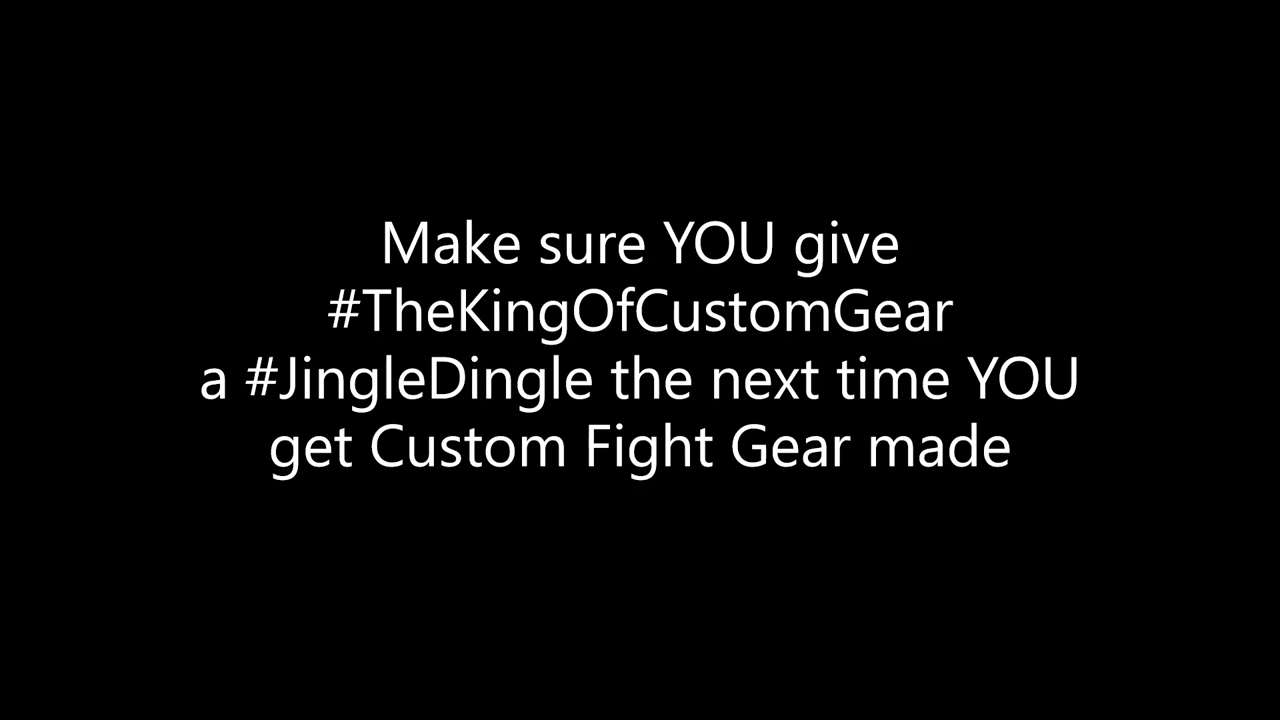 Make sure YOU give
#TheKingOfCustomGear
a #JingleDingle the next time YOU
get Custom Fight Gear made